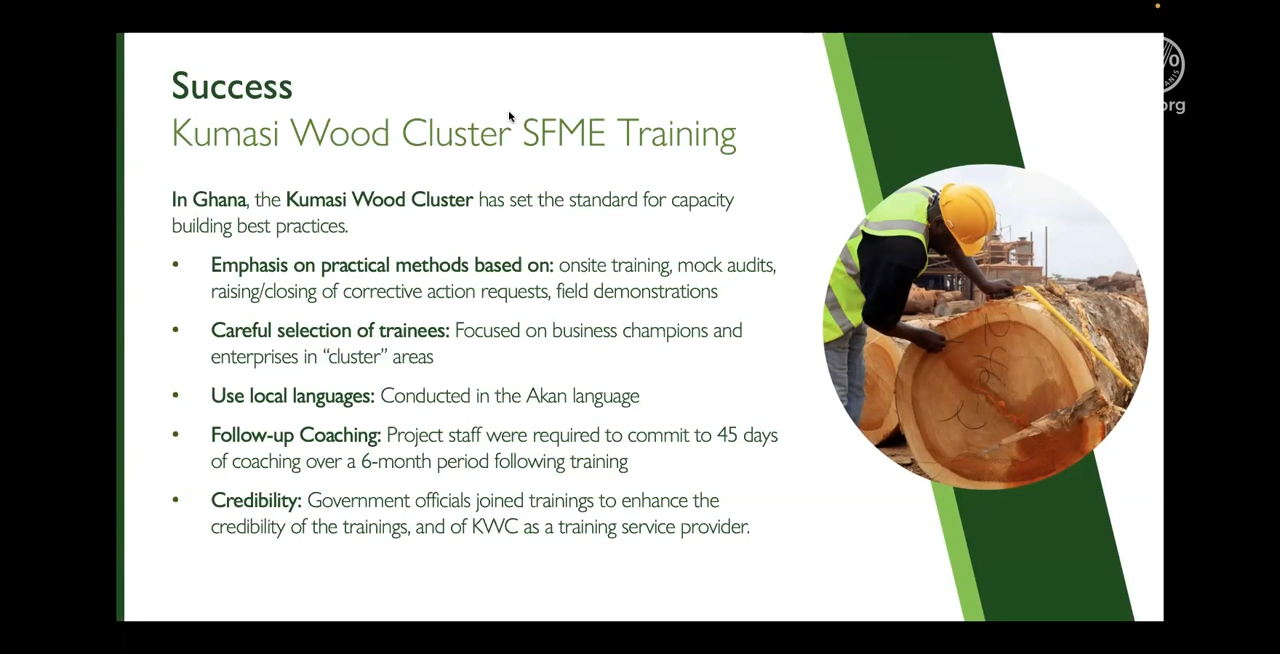 Success
Kumasi Wood Cluster SFME Training
In Ghana, the Kumasi Wood Cluster has set the standard for capacity
building best practices.
• Emphasis on practical methods based on: onsite training, mock audits,
raising/closing of corrective action requests, field demonstrations
• Careful selection of trainees: Focused on business champions and
enterprises in “cluster” areas
• Use local languages: Conducted in the Akan language
• Follow-up Coaching: Project staff were required to commit to 45 days
of coaching over a 6-month period following training
• Credibility: Government officials joined trainings to enhance the
credibility of the trainings, and of KWC as a training service provider.